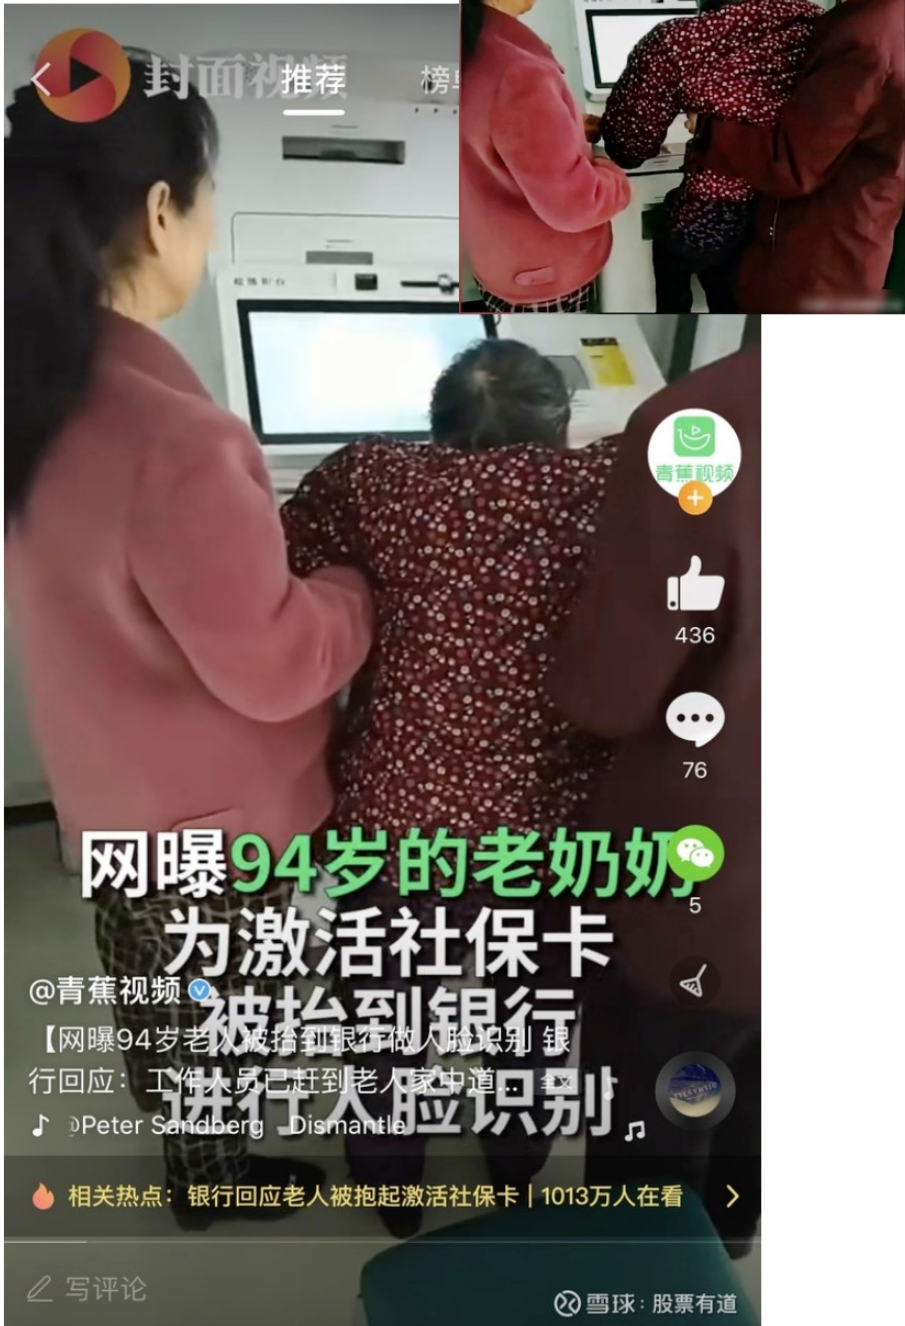 封面视频
推荐
榜
青蕉视频
436
76
5
网曝94岁的老奶奶
为激活社保卡
被抬到银行
进行人脸识别
@青蕉视频
【网曝94岁老人被抬到银行做人脸识别 银
行回应：工作人员已赶到老人家中道...
Peter Sandberg Dismantle
相关热点：银行回应老人被抱起激活社保卡 | 1013万人在看
写评论
雪球：股票有道